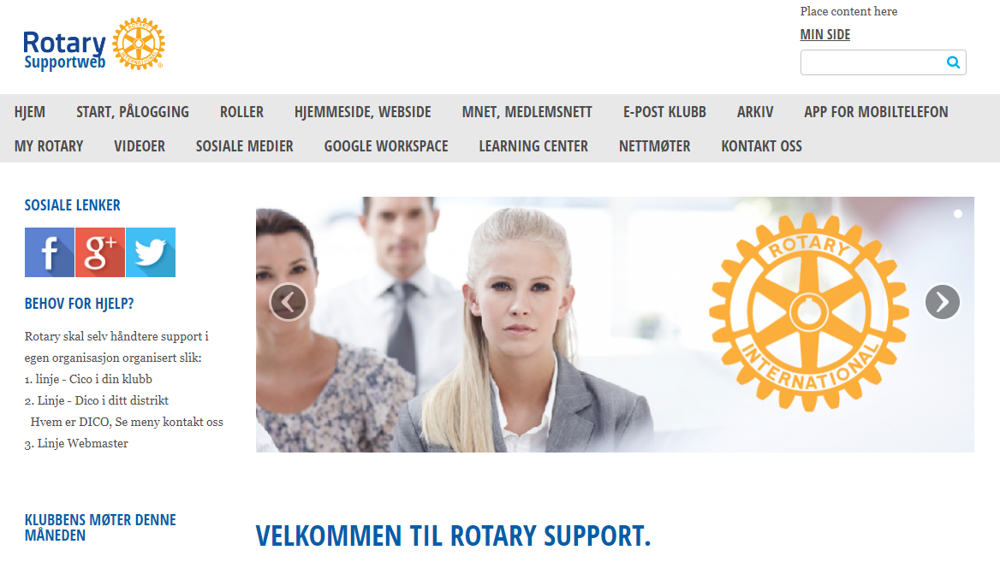 Place content here
MIN SIDE
Rotary
Supportweb
ROTARY
INTERNATIONAL
HJEM START, PÅLOGGING ROLLER HJEMMESIDE, WEBSIDE MNET, MEDLEMSNETT E-POST KLUBB ARKIV APP FOR MOBILTELEFON
MY ROTARY VIDEOER SOSIALE MEDIER GOOGLE WORKSPACE LEARNING CENTER NETTMØTER KONTAKT OSS
SOSIALE LENKER
f g+
BEHOV FOR HJELP?
Rotary skal selv håndtere support i
egen organisasjon organisert slik:
1. linje - Cico i din klubb
2. Linje - Dico i ditt distrikt
Hvem er DICO, Se meny kontakt oss
3. Linje Webmaster
KLUBBENS MØTER DENNE
MÅNEDEN
ROTARY
INTERNATIONAL
VELKOMMEN TIL ROTARY SUPPORT.